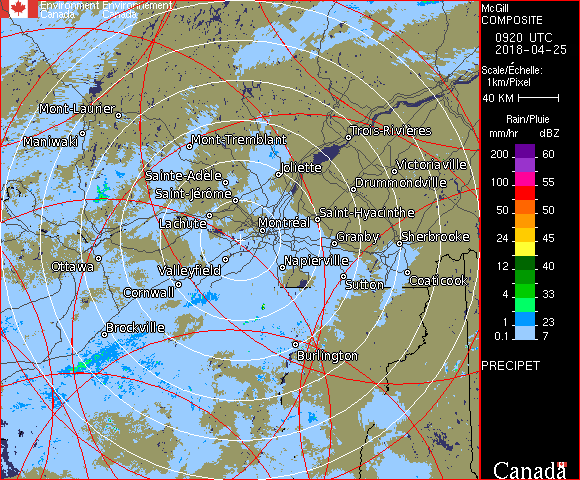 Environment Environnement
Canada Canada
McGill
COMPOSITE
0920 UTC
2018-04-25
Scale/Échelle:
1km/Pixel
40 KM
Rain/Pluie
mm/hr dBZ
200 60
100 55
50 50
24 45
12 40
4 33
1 23
0.1 7
PRECIPET
Canada
Mont-Laurier
Maniwaki
Mont-Tremblant
Trois-Rivières
Victoriaville
Joliette
Sainte-Adèle
Drummondville
Saint-Jérôme
Saint-Hyacinthe
Lachute
Montréal
Granby
Sherbrooke
Ottawa
Valleyfield
Napierville
Sutton
Coaticook
Cornwall
Brockville
Burlington